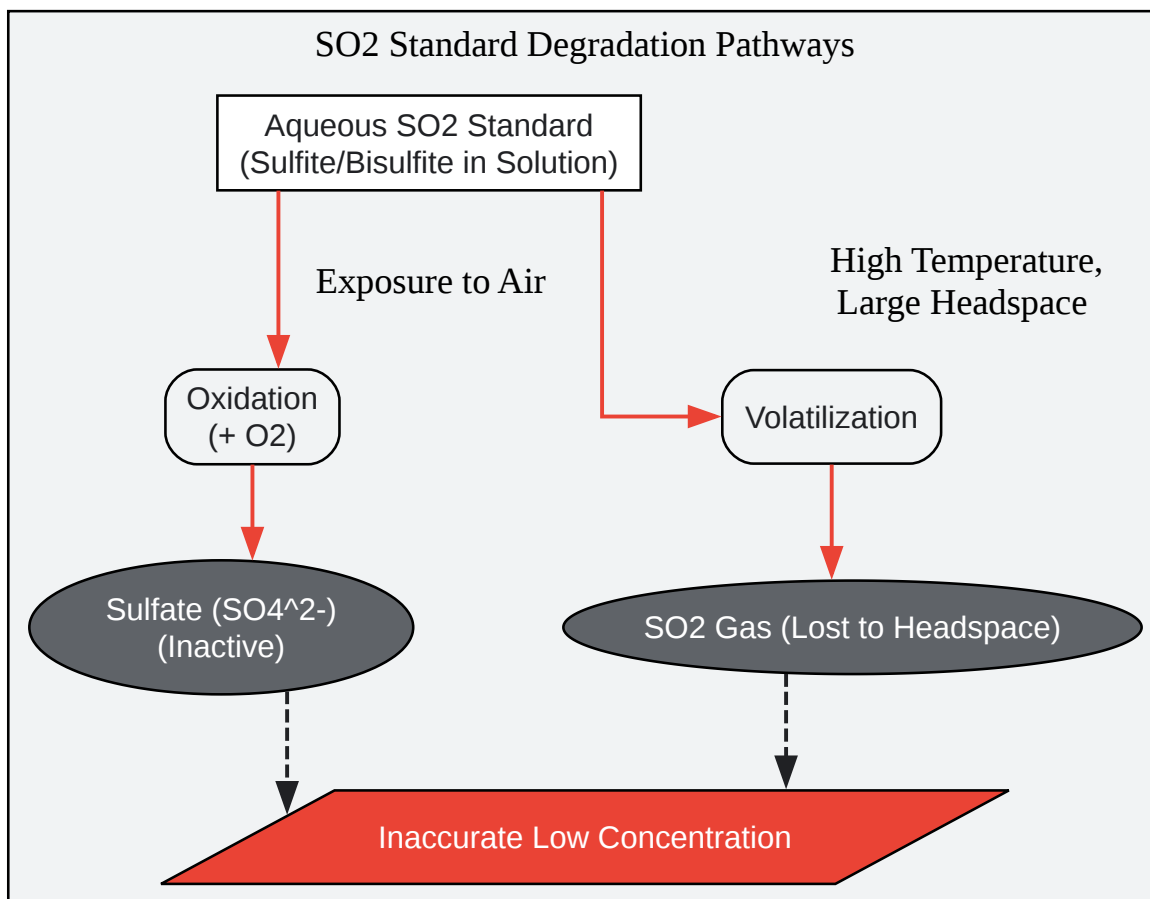 SO2 Standard Degradation Pathways
Aqueous SO2 Standard
(Sulfite/Bisulfite in Solution)
Exposure to Air
High Temperature,
Large Headspace
Oxidation
(+ O2)
Volatilization
Sulfate (SO4^2-)
(Inactive)
SO2 Gas (Lost to Headspace)
Inaccurate Low Concentration